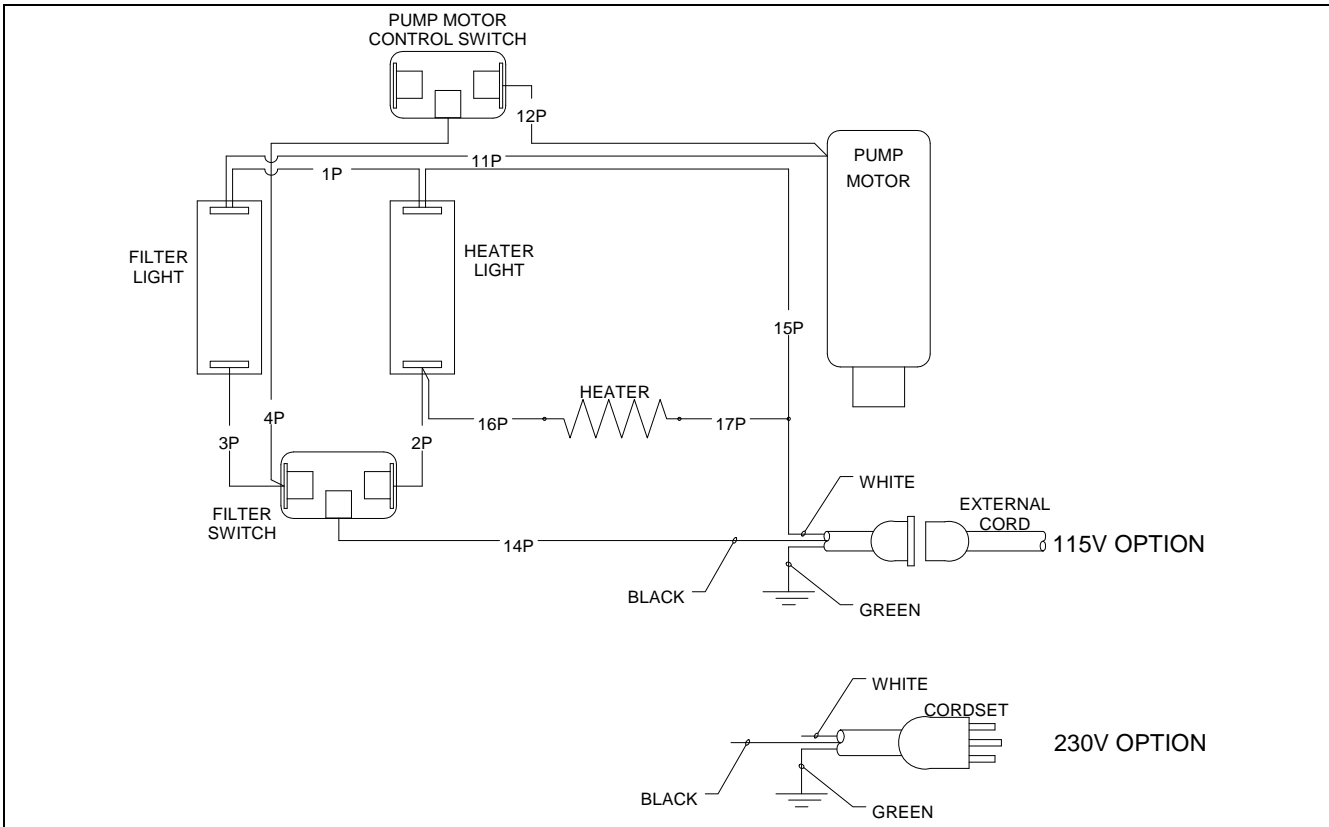 PUMP MOTOR
CONTROL SWITCH
12P
11P
1P
PUMP
MOTOR
FILTER
LIGHT
HEATER
LIGHT
15P
HEATER
4P
16P
17P
3P
2P
FILTER
SWITCH
WHITE
EXTERNAL
CORD
14P
115V OPTION
BLACK
GREEN
WHITE
CORDSET
230V OPTION
BLACK
GREEN